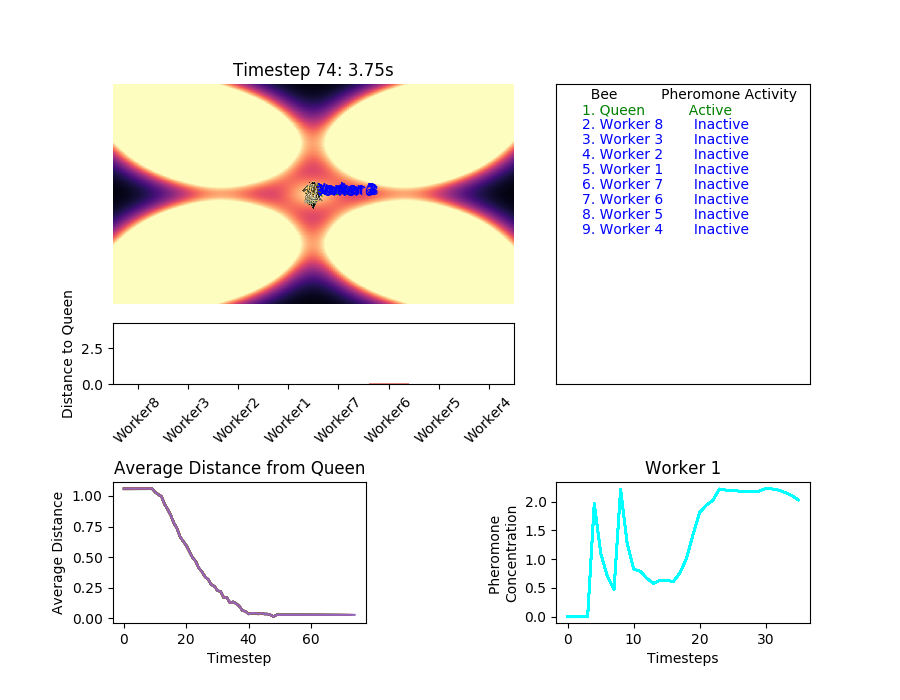 Timestep 74: 3.75s
Bee Pheromone Activity
1. Queen Active
2. Worker 8 Inactive
3. Worker 3 Inactive
4. Worker 2 Inactive
5. Worker 1 Inactive
6. Worker 7 Inactive
7. Worker 6 Inactive
8. Worker 5 Inactive
9. Worker 4 Inactive
Distance to Queen
2.5
0.0
Worker8 Worker3 Worker2 Worker1 Worker7 Worker6 Worker5 Worker4
Average Distance from Queen
Average Distance
1.00
0.75
0.50
0.25
0.00
0 20 40 60
Timestep
Worker 1
Pheromone
Concentration
2.0
1.5
1.0
0.5
0.0
0 10 20 30
Timesteps